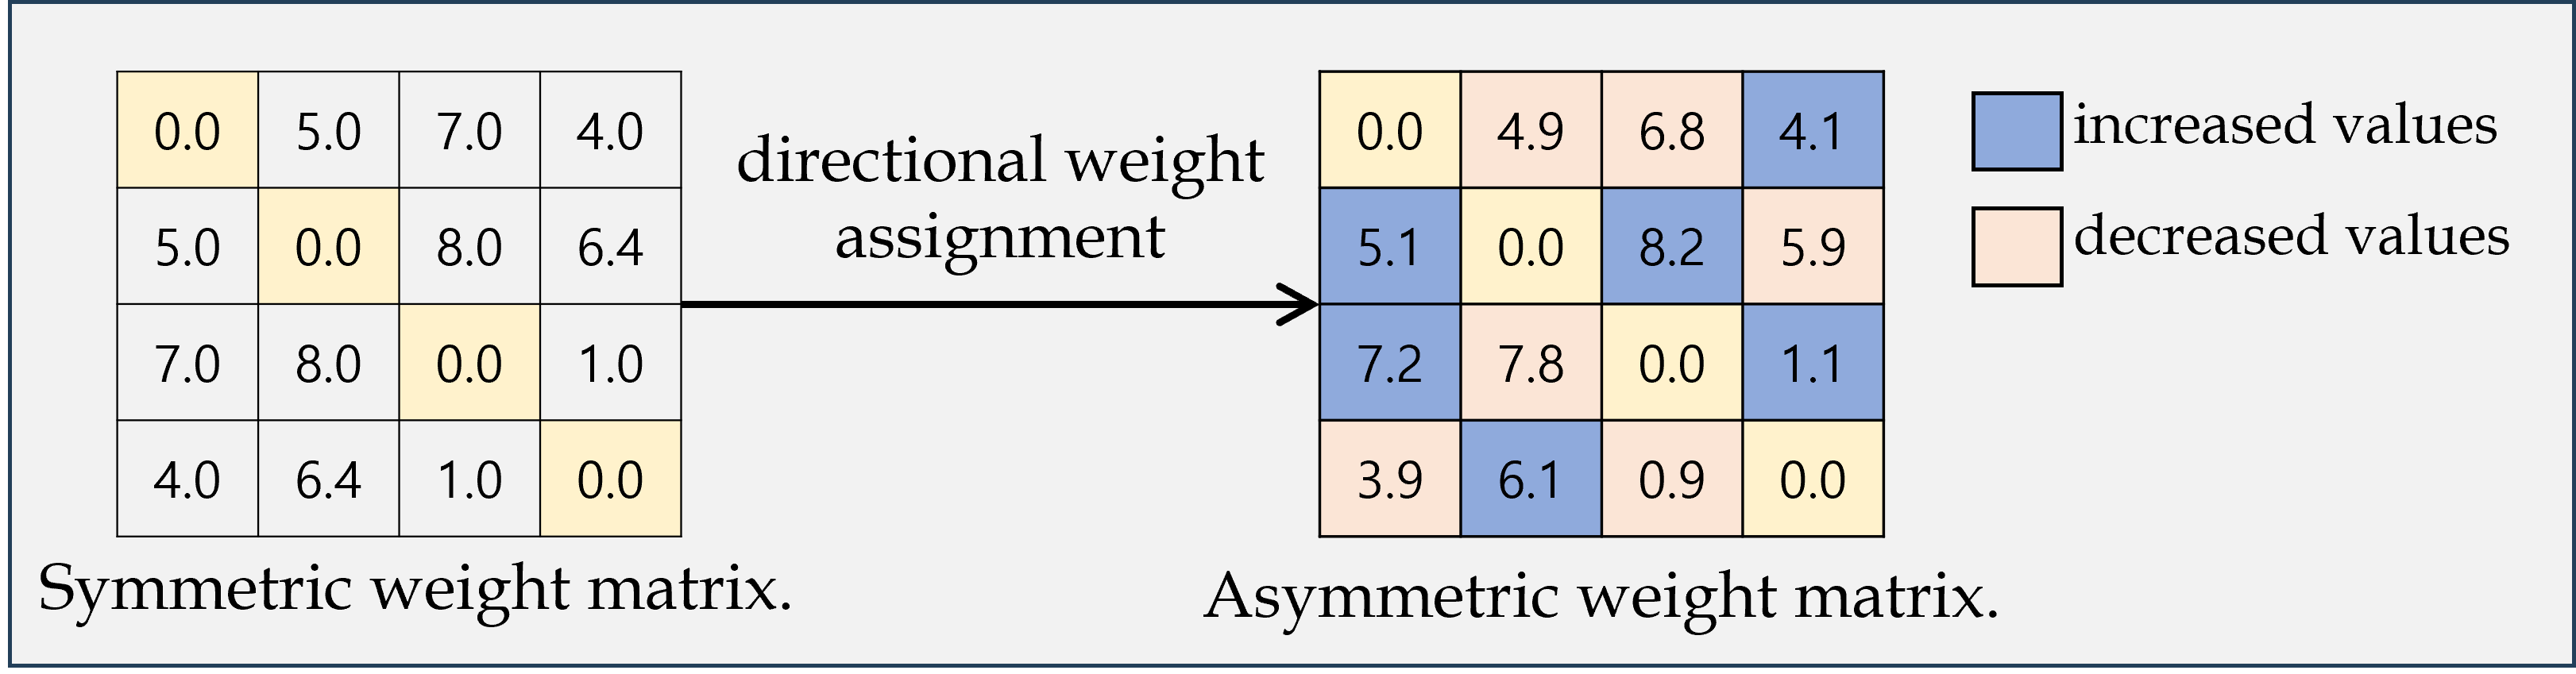 0.0 5.0 7.0 4.0
5.0 0.0 8.0 6.4
7.0 8.0 0.0 1.0
4.0 6.4 1.0 0.0
Symmetric weight matrix.
directional weight
assignment
0.0 4.9 6.8 4.1
5.1 0.0 8.2 5.9
7.2 7.8 0.0 1.1
3.9 6.1 0.9 0.0
Asymmetric weight matrix.
increased values
decreased values